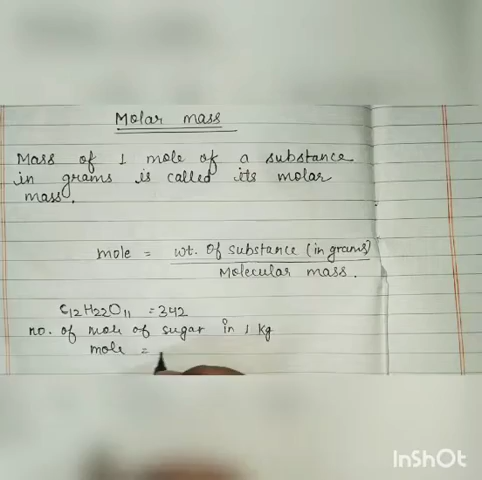 Molar mass
Mass of 1 mole of a substance
in grams is called its molar
mass.
mole = wt. of substance (in grams)
Molecular mass.
C12H22O11 = 342
no. of mole of sugar in 1 kg
mole =
InShOt